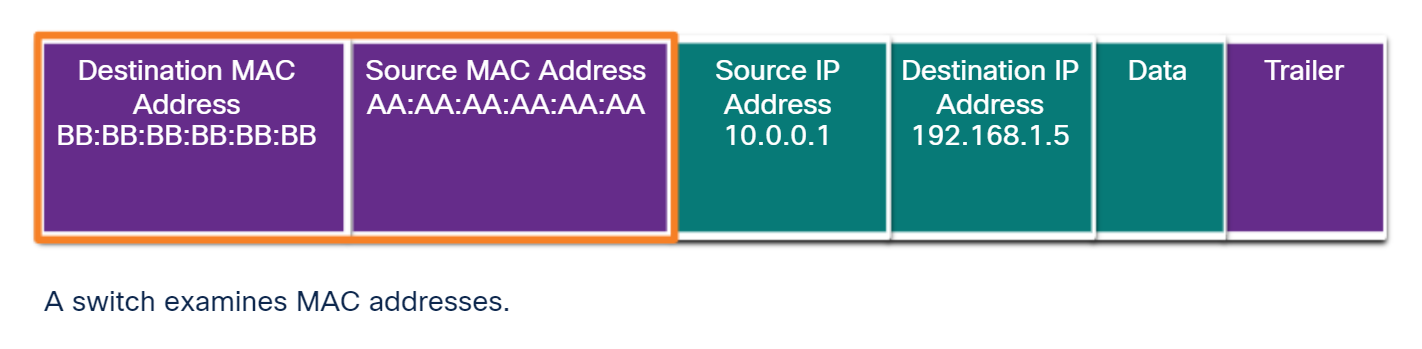 Destination MAC
Address
BB:BB:BB:BB:BB:BB
Source MAC Address
AA:AA:AA:AA:AA:AA
Source IP
Address
10.0.0.1
Destination IP
Address
192.168.1.5
Data
Trailer
A switch examines MAC addresses.